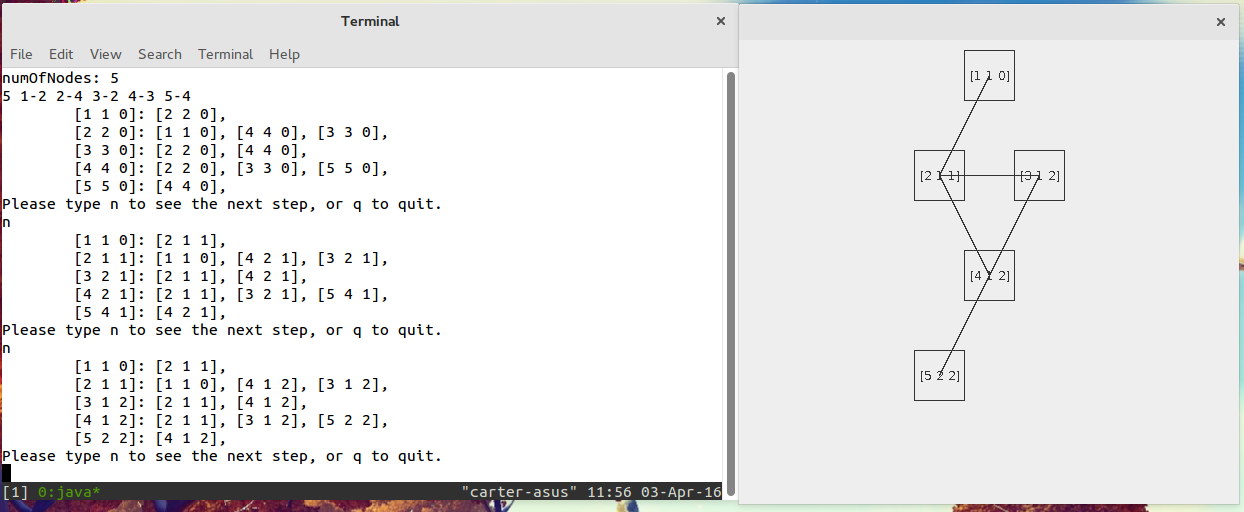 Terminal
File Edit View Search Terminal Help
numOfNodes: 5
5 1-2 2-4 3-2 4-3 5-4
[1 1 0]: [2 2 0],
[2 2 0]: [1 1 0], [4 4 0], [3 3 0],
[3 3 0]: [2 2 0], [4 4 0],
[4 4 0]: [2 2 0], [3 3 0], [5 5 0],
[5 5 0]: [4 4 0],
Please type n to see the next step, or q to quit.
n
[1 1 0]: [2 1 1],
[2 1 1]: [1 1 0], [4 2 1], [3 2 1],
[3 2 1]: [2 1 1], [4 2 1],
[4 2 1]: [2 1 1], [3 2 1], [5 4 1],
[5 4 1]: [4 2 1],
Please type n to see the next step, or q to quit.
n
[1 1 0]: [2 1 1],
[2 1 1]: [1 1 0], [4 1 2], [3 1 2],
[3 1 2]: [2 1 1], [4 1 2],
[4 1 2]: [2 1 1], [3 1 2], [5 2 2],
[5 2 2]: [4 1 2],
Please type n to see the next step, or q to quit.
[1] 0:java* "carter-asus" 11:56 03-Apr-16
[1 1 0]
[2 1 1] [3 1 2]
[4 1 2]
[5 2 2]